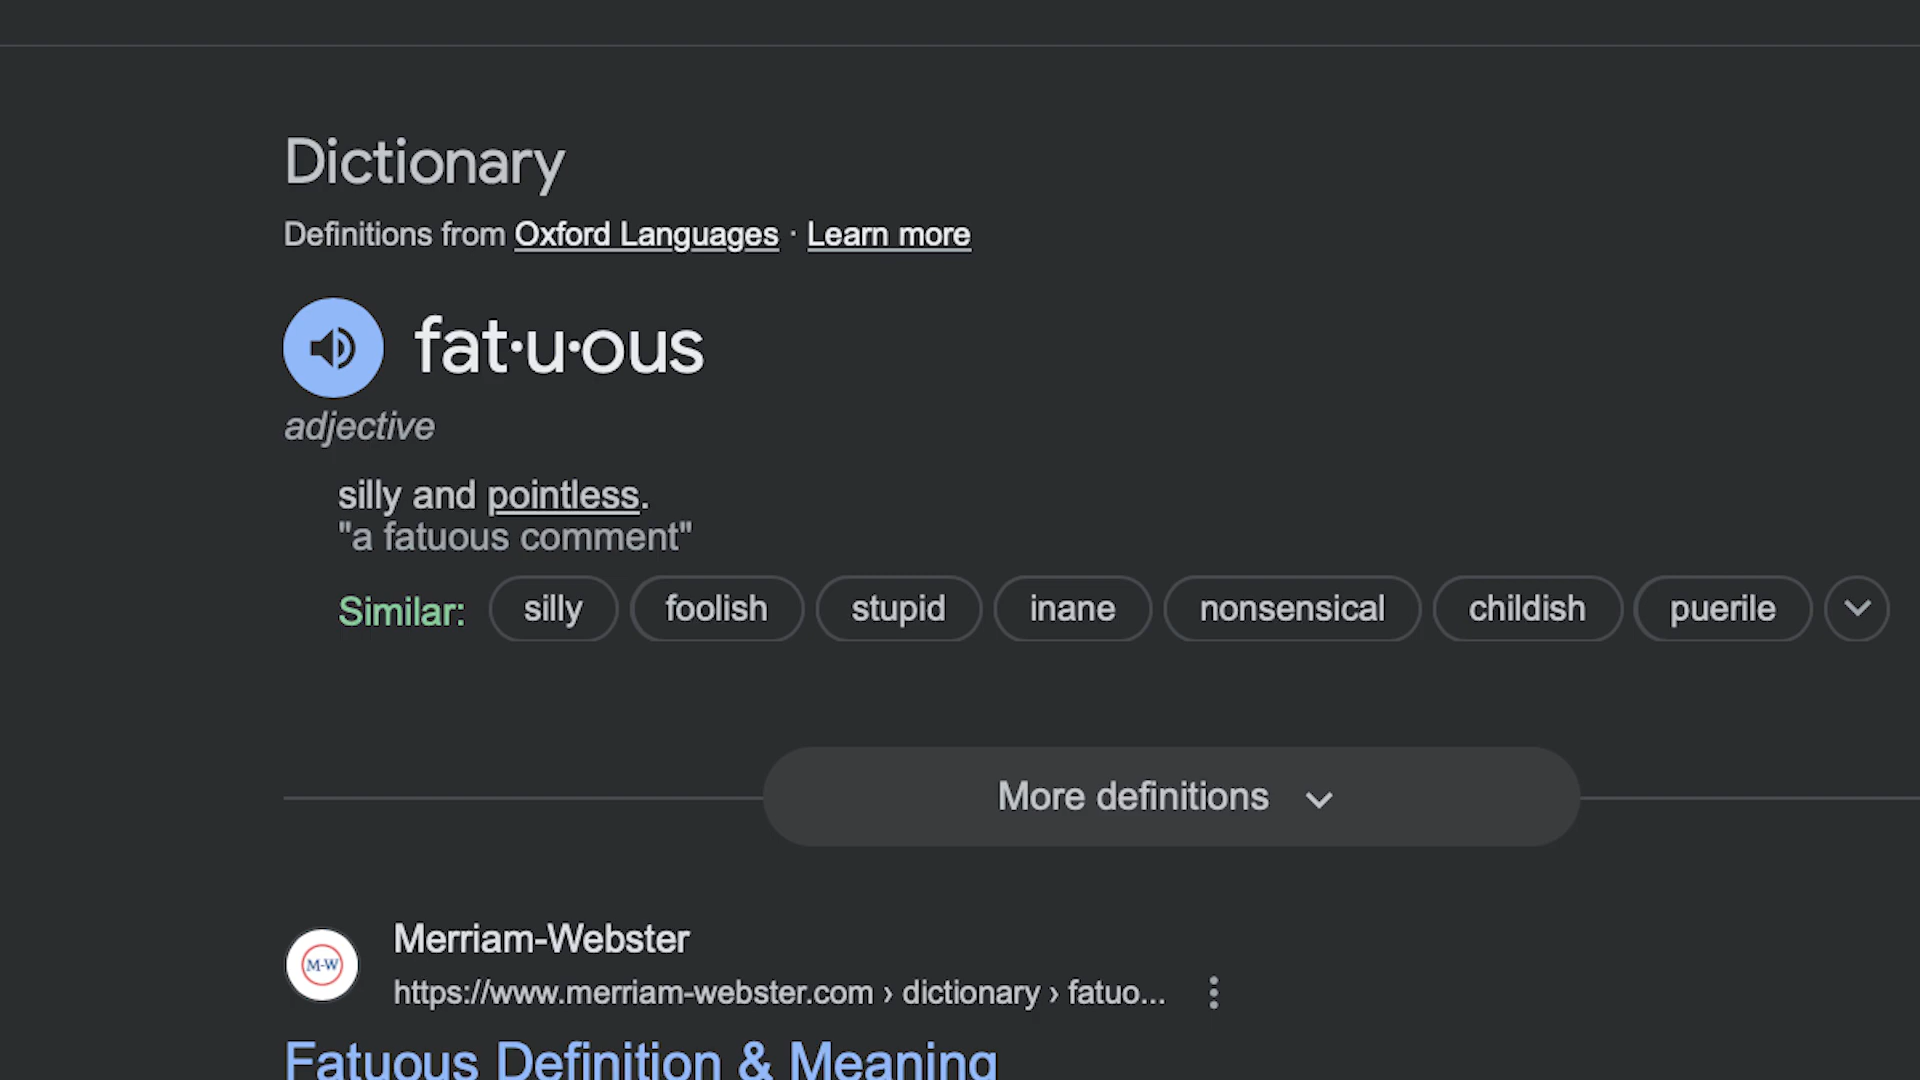 Dictionary
Definitions from Oxford Languages · Learn more
fat·u·ous
adjective
silly and pointless.
"a fatuous comment"
Similar: silly foolish stupid inane nonsensical childish puerile
More definitions
Merriam-Webster
M-W
https://www.merriam-webster.com › dictionary › fatuo...
Fatuous Definition & Meaning